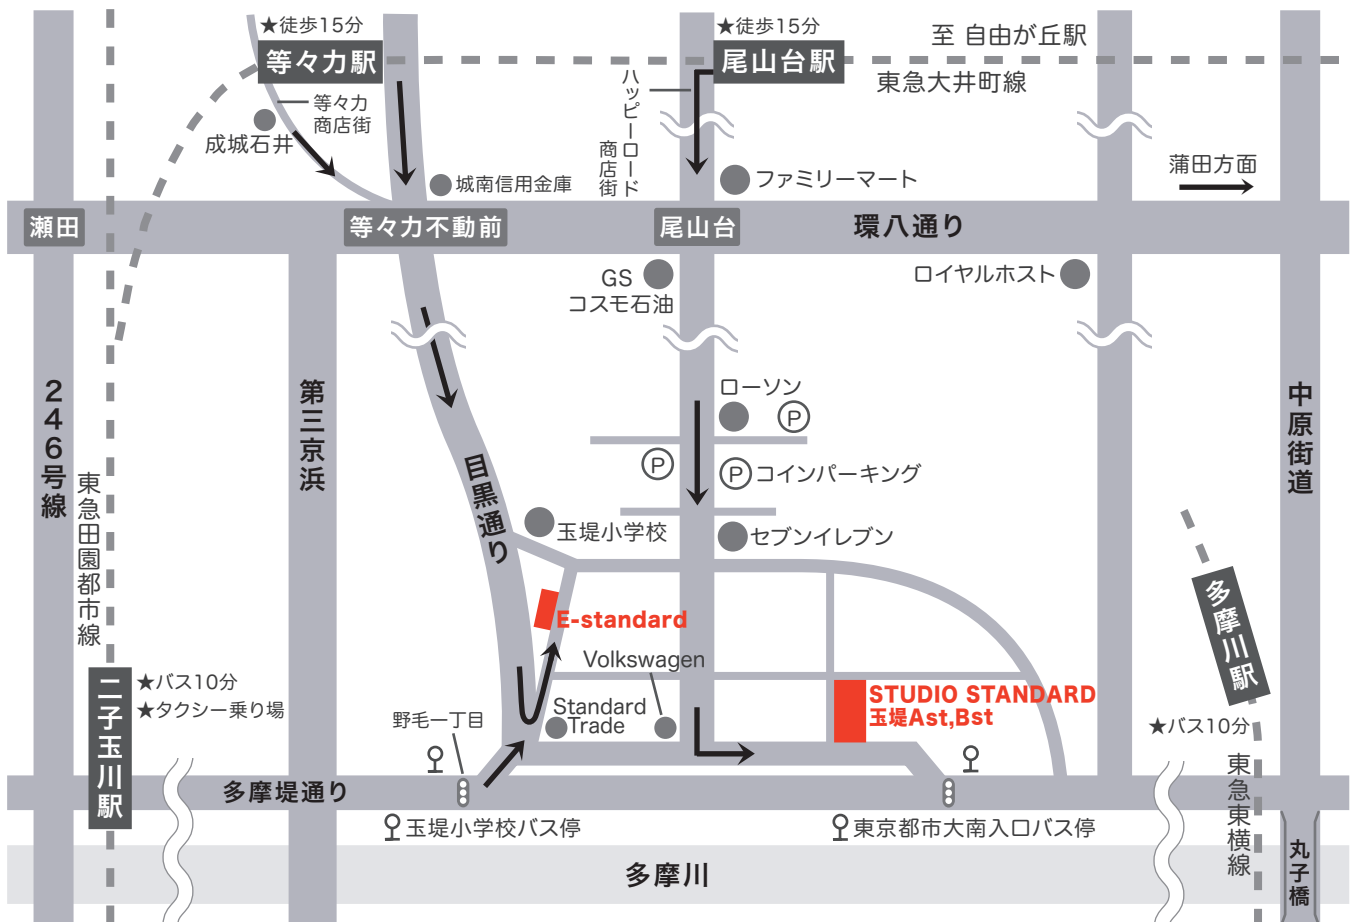 ★徒歩15分
等々力駅
★徒歩15分
尾山台駅
至 自由が丘駅
東急大井町線
等々力
商店街
成城石井
ハッピーロード
商店街
城南信用金庫
ファミリーマート
蒲田方面
瀬田
等々力不動前
尾山台
環八通り
GS
コスモ石油
ロイヤルホスト
246号線
東急田園都市線
第三京浜
目黒通り
ローソン
P
P
P コインパーキング
中原街道
玉堤小学校
セブンイレブン
E-standard
Volkswagen
多摩川駅
二子玉川駅
★バス10分
★タクシー乗り場
野毛一丁目
Standard
Trade
STUDIO STANDARD
玉堤Ast,Bst
★バス10分
東急東横線
多摩堤通り
玉堤小学校バス停
東京都市大南入口バス停
多摩川
丸子橋